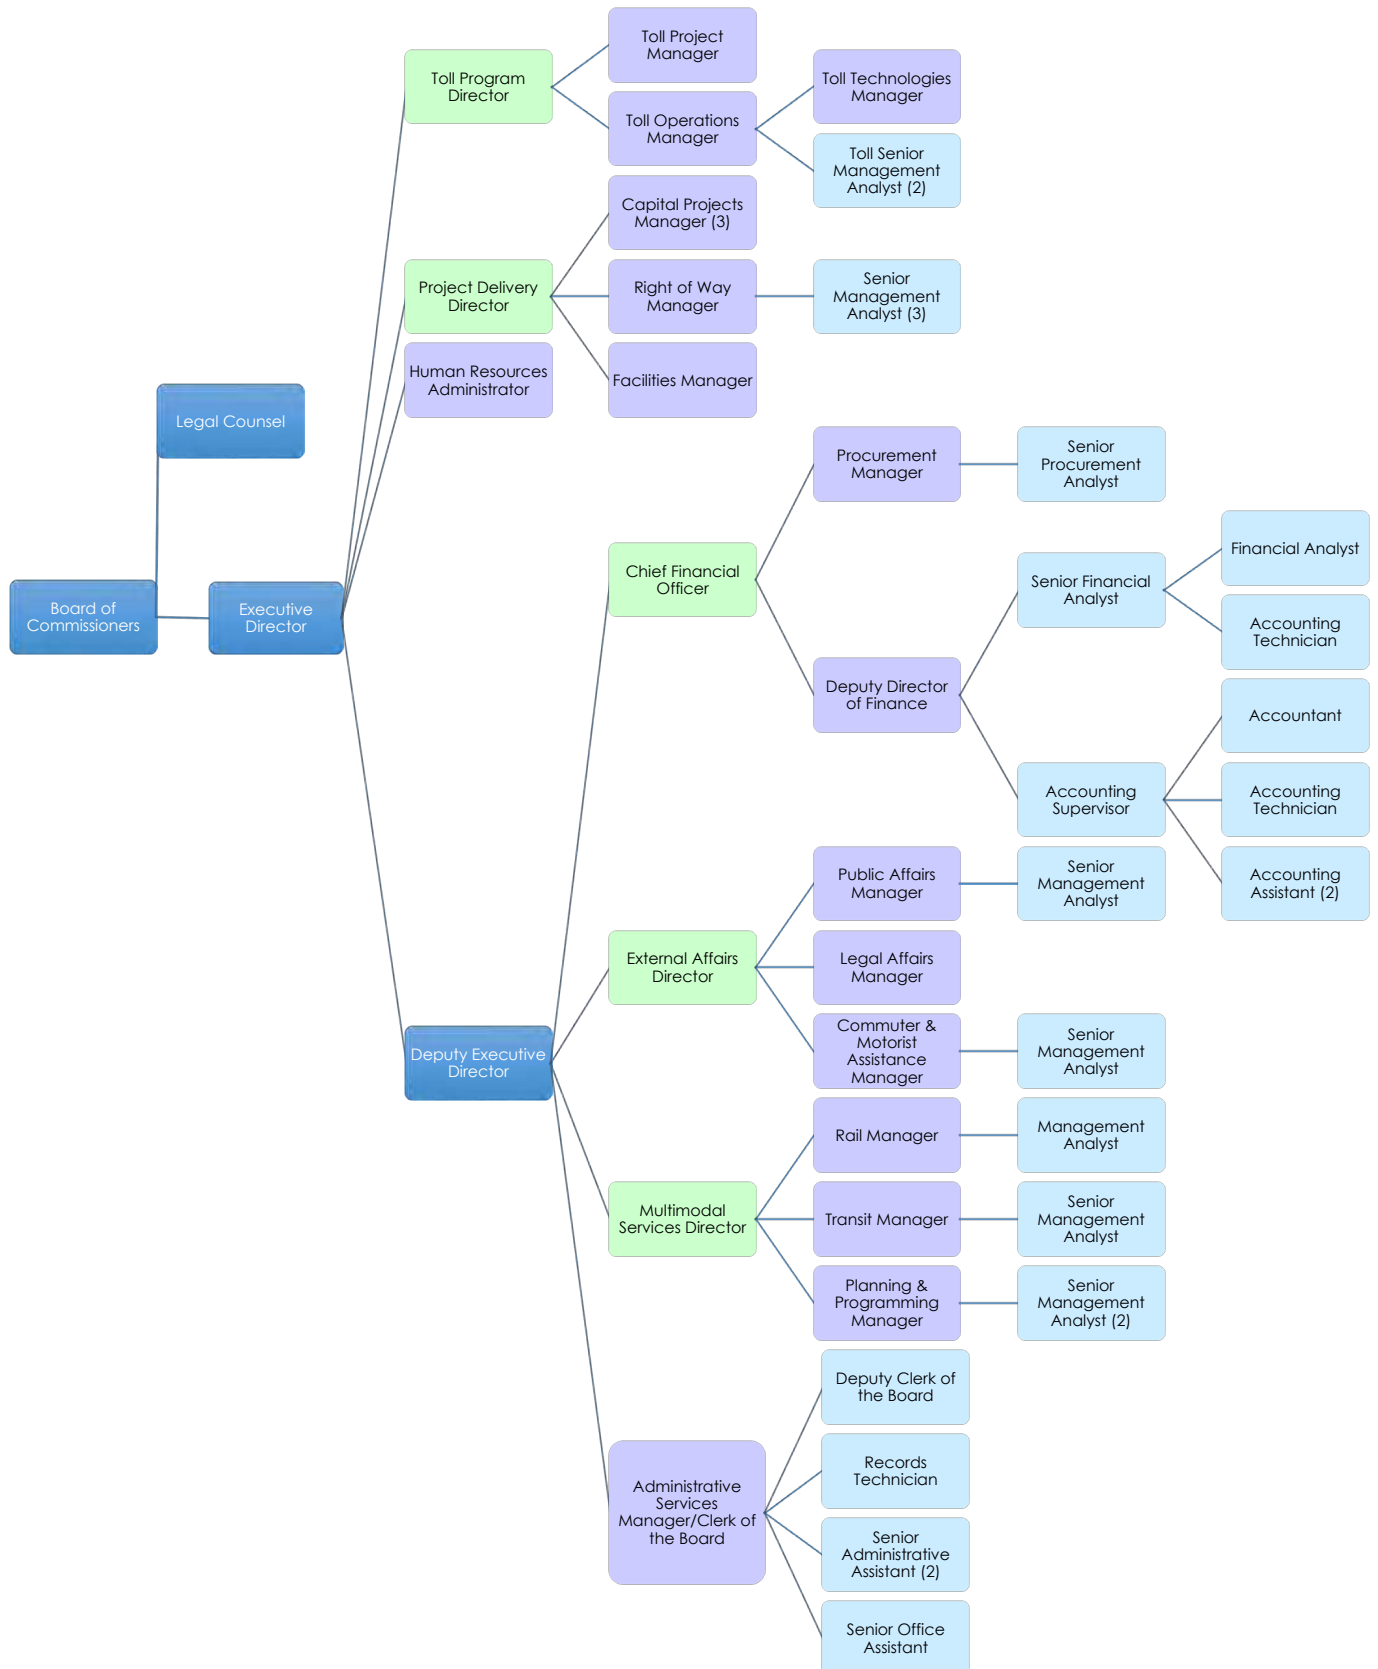 Toll Project
Manager
Toll Program
Director
Toll Technologies
Manager
Toll Operations
Manager
Toll Senior
Management
Analyst (2)
Capital Projects
Manager (3)
Project Delivery
Director
Right of Way
Manager
Senior
Management
Analyst (3)
Human Resources
Administrator
Facilities Manager
Legal Counsel
Procurement
Manager
Senior
Procurement
Analyst
Board of
Commissioners
Executive
Director
Chief Financial
Officer
Financial Analyst
Senior Financial
Analyst
Accounting
Technician
Deputy Director
of Finance
Accountant
Accounting
Supervisor
Accounting
Technician
Accounting
Assistant (2)
Public Affairs
Manager
Senior
Management
Analyst
External Affairs
Director
Legal Affairs
Manager
Commuter &
Motorist
Assistance
Manager
Senior
Management
Analyst
Deputy Executive
Director
Rail Manager
Management
Analyst
Multimodal
Services Director
Transit Manager
Senior
Management
Analyst
Planning &
Programming
Manager
Senior
Management
Analyst (2)
Deputy Clerk of
the Board
Records
Technician
Administrative
Services
Manager/Clerk of
the Board
Senior
Administrative
Assistant (2)
Senior Office
Assistant